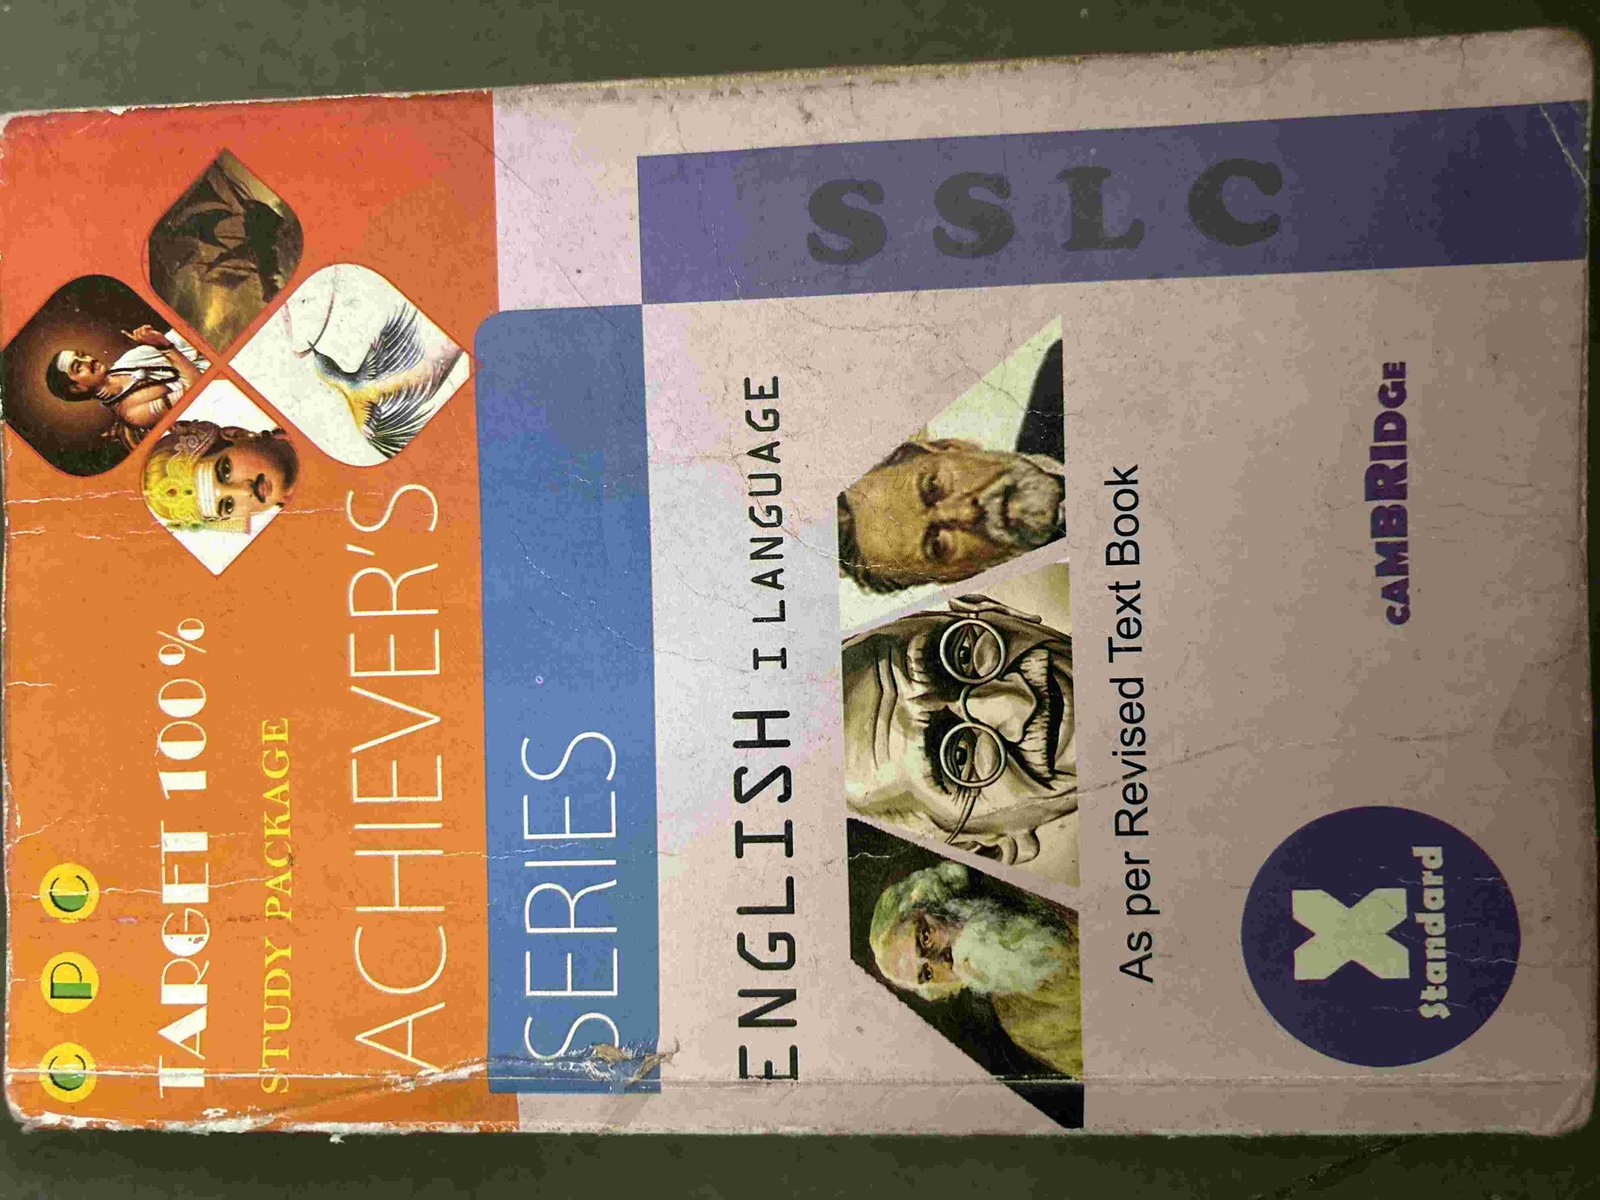 C P C
TARGET 100%
STUDY PACKAGE
ACHIEVER'S
SERIES
SSLC
ENGLISH I LANGUAGE
As per Revised Text Book
X
Standard
CAMBRIDGE